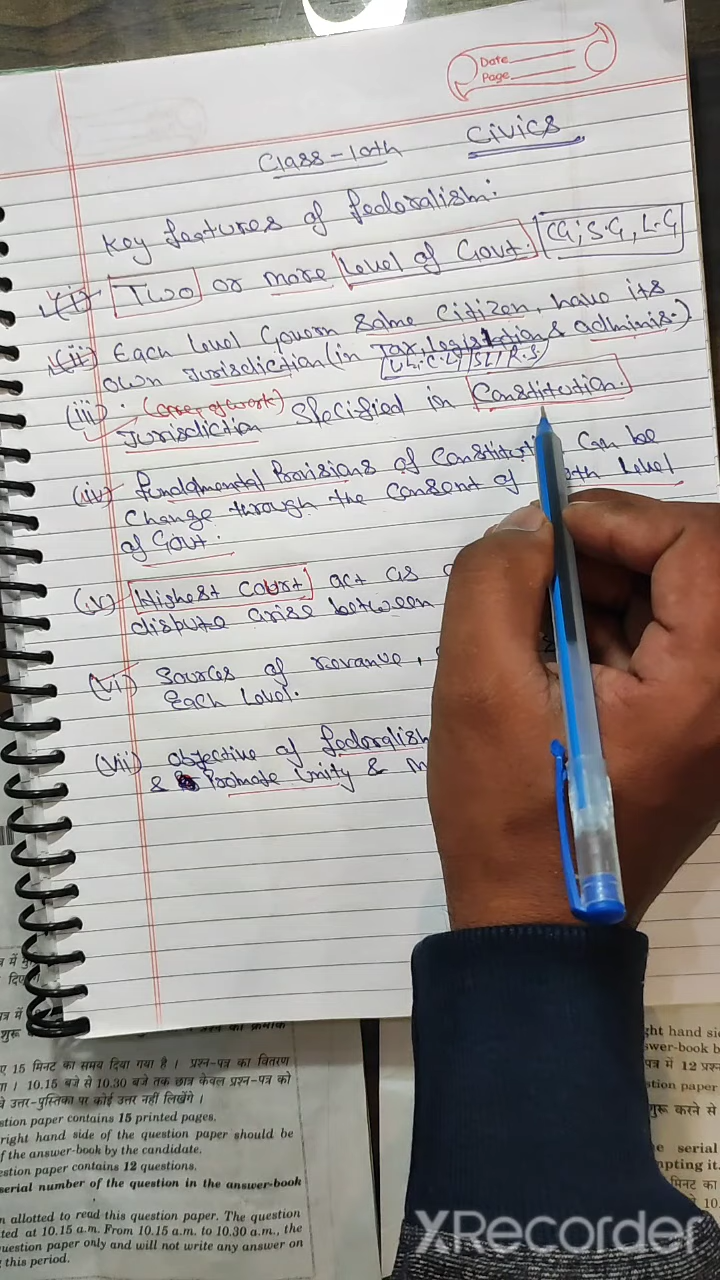 Date
Page
Class-10th Civics
Key features of federalism:
(i) Two or more Level of Govt. CG, S.G, L.G
(ii) Each Level Govern Same Citizen, have its
own Jurisdiction (in Tax, legistion & adminis.)
(iii) (area of work)
Jurisdiction Specified in Constitution.
(iv) fundamental Provisions of Constituti Can be
Change through the Consent of oth Level
of Govt.
(v) Highest Court act as
dispute arise between
(vi) Sources of revanue,
Each Level.
(vii) objective of federalism
& Promote Unity &
ए 15 मिनट का समय दिया गया है। प्रश्न-पत्र का वितरण
। 10.15 बजे से 10.30 बजे तक छात्र केवल प्रश्न-पत्र को
वे उत्तर-पुस्तिका पर कोई उत्तर नहीं लिखेंगे।
stion paper contains 15 printed pages.
right hand side of the question paper should be
f the answer-book by the candidate.
estion paper contains 12 questions.
serial number of the question in the answer-book
n allotted to read this question paper. The question
ted at 10.15 a.m. From 10.15 a.m. to 10.30 a.m., the
uestion paper only and will not write any answer on
this period.
ght hand si
swer-book b
पत्र में 12 प्रश्न
stion paper
शुरू करने से
e serial
mpting it.
मिनट का
10.
XRecorder